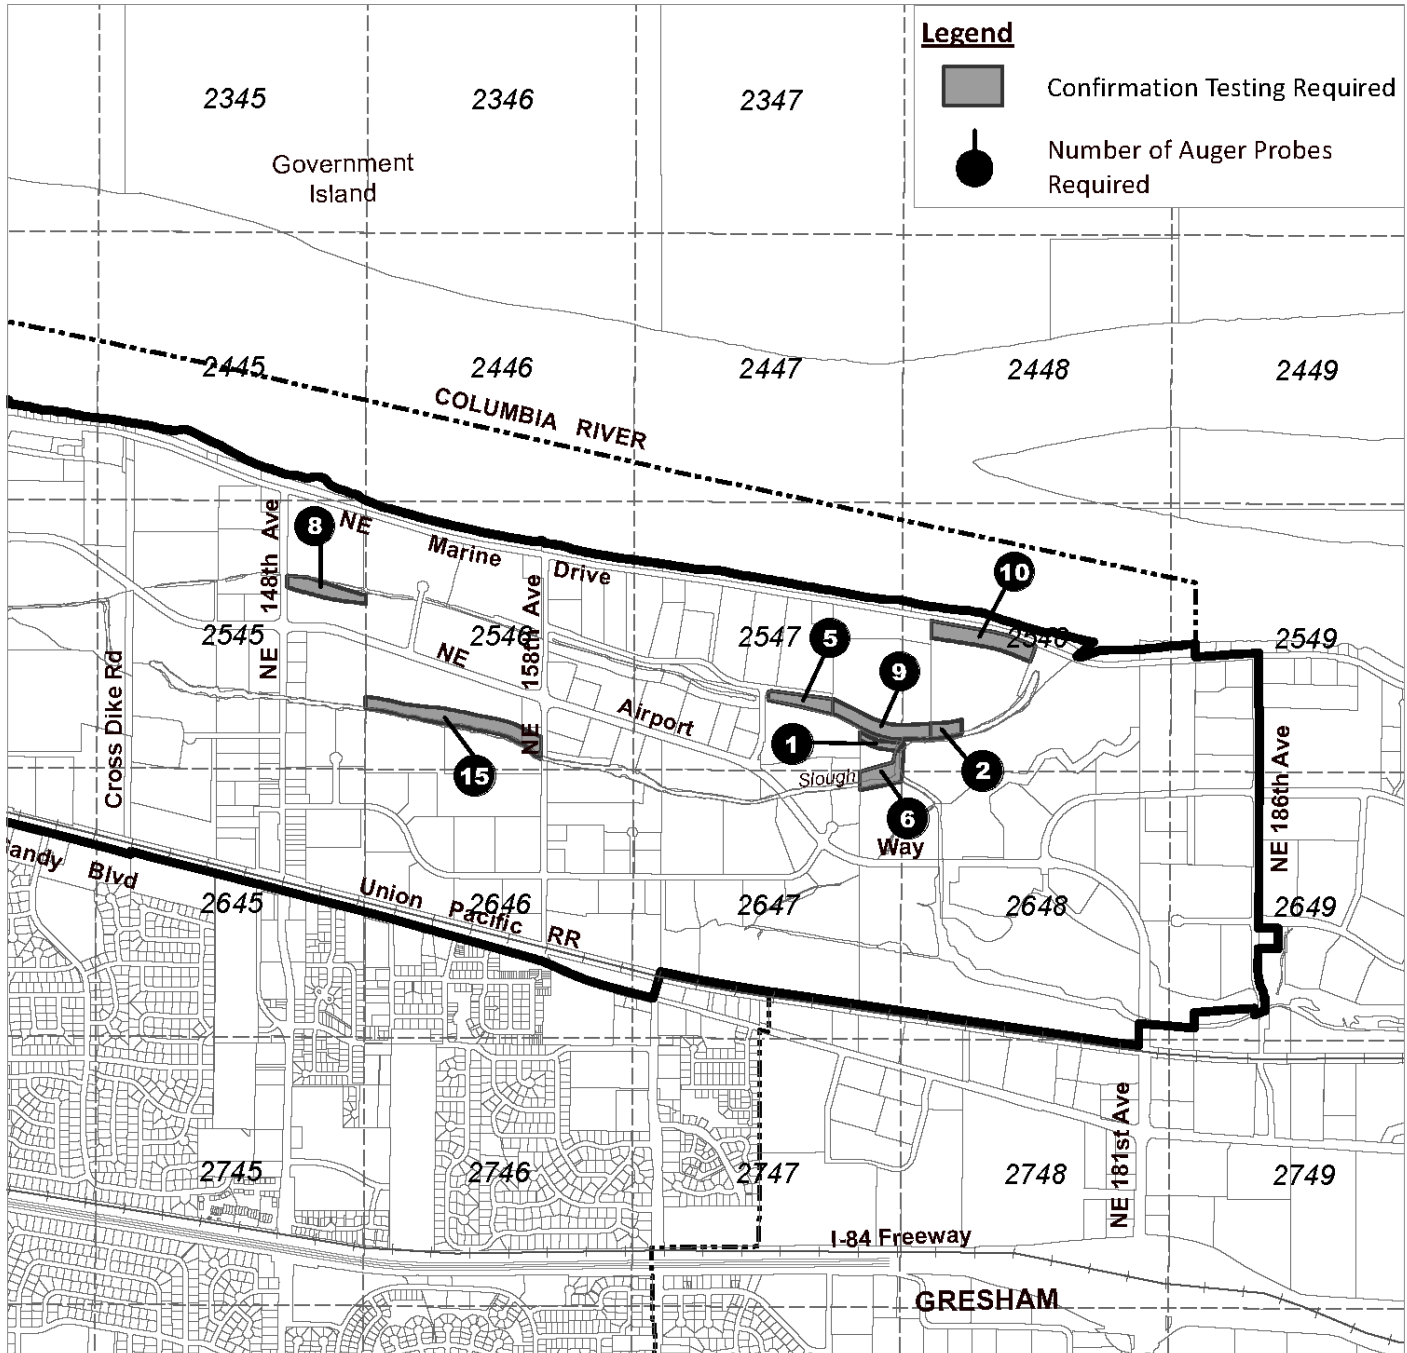 Legend
Confirmation Testing Required
Number of Auger Probes
Required
2345
2346
2347
Government
Island
2445
2446
2447
2448
2449
COLUMBIA RIVER
NE Marine Drive
8
10
NE 148th Ave
NE 158th Ave
2545
2546
2547
2549
5
9
NE Airport Way
1
2
15
6
Slough
Cross Dike Rd
NE 186th Ave
Blvd
2645
2646
2647
2648
2649
Union Pacific RR
2745
2746
2747
2748
2749
NE 181st Ave
I-84 Freeway
GRESHAM